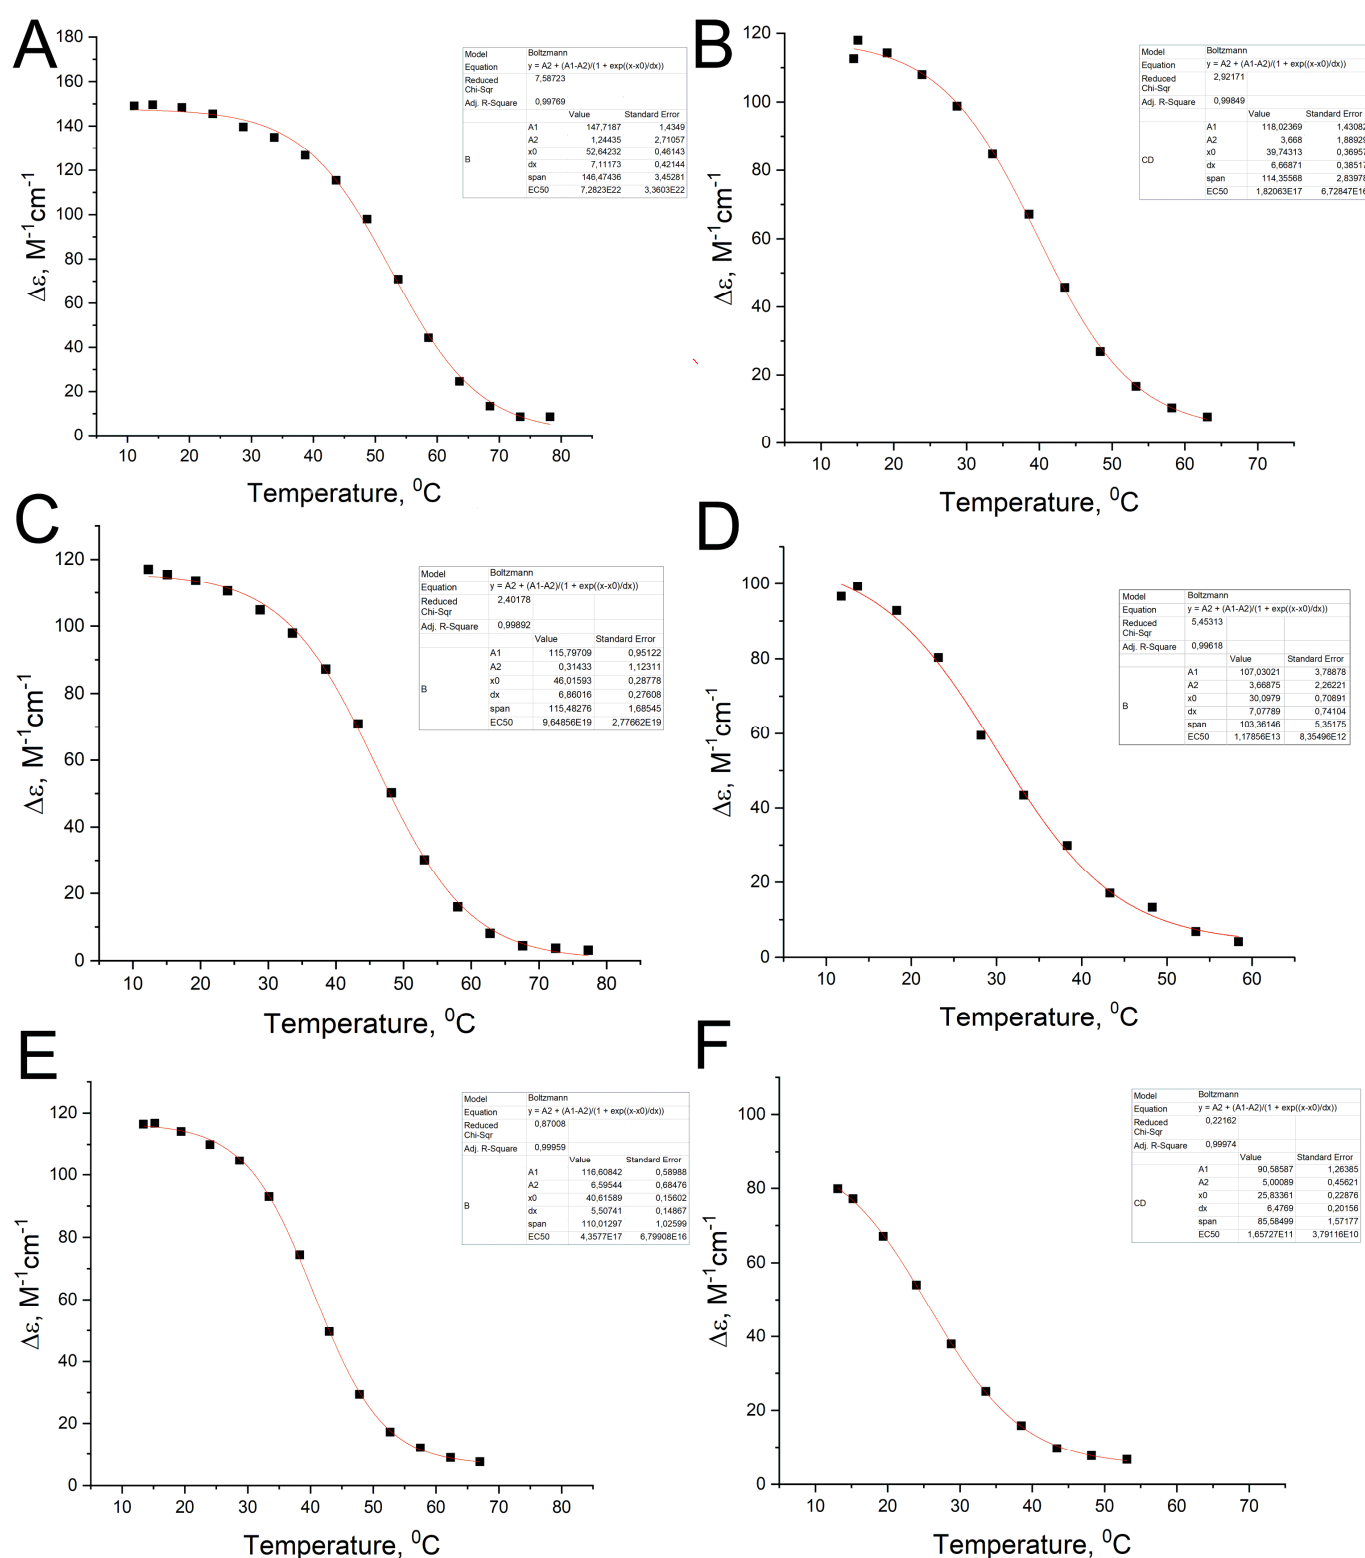 A
180
160
140
120
100
80
60
40
20
0
10 20 30 40 50 60 70 80
Δε, M⁻¹cm⁻¹
Temperature, ⁰C
Model Boltzmann
Equation y = A2 + (A1-A2)/(1 + exp((x-x0)/dx))
Reduced Chi-Sqr 7,58723
Adj. R-Square 0,99769
Value Standard Error
B
A1 147,7187 1,4349
A2 1,24435 2,71057
x0 52,64232 0,46143
dx 7,11173 0,42144
span 146,47436 3,45281
EC50 7,2823E22 3,3603E22
B
120
100
80
60
40
20
0
10 20 30 40 50 60 70
Δε, M⁻¹cm⁻¹
Temperature, ⁰C
Model Boltzmann
Equation y = A2 + (A1-A2)/(1 + exp((x-x0)/dx))
Reduced Chi-Sqr 2,92171
Adj. R-Square 0,99849
Value Standard Error
CD
A1 118,02369 1,43082
A2 3,668 1,88929
x0 39,74313 0,36957
dx 6,66871 0,38517
span 114,35568 2,83978
EC50 1,82063E17 6,72847E16
C
120
100
80
60
40
20
0
10 20 30 40 50 60 70 80
Δε, M⁻¹cm⁻¹
Temperature, ⁰C
Model Boltzmann
Equation y = A2 + (A1-A2)/(1 + exp((x-x0)/dx))
Reduced Chi-Sqr 2,40178
Adj. R-Square 0,99892
Value Standard Error
B
A1 115,79709 0,95122
A2 0,31433 1,12311
x0 46,01593 0,28778
dx 6,86016 0,27608
span 115,48276 1,68545
EC50 9,64856E19 2,77662E19
D
100
80
60
40
20
0
10 20 30 40 50 60
Δε, M⁻¹cm⁻¹
Temperature, ⁰C
Model Boltzmann
Equation y = A2 + (A1-A2)/(1 + exp((x-x0)/dx))
Reduced Chi-Sqr 5,45313
Adj. R-Square 0,99618
Value Standard Error
B
A1 107,03021 3,78878
A2 3,66875 2,26221
x0 30,0979 0,70891
dx 7,07789 0,74104
span 103,36146 5,35175
EC50 1,17856E13 8,35496E12
E
120
100
80
60
40
20
0
10 20 30 40 50 60 70 80
Δε, M⁻¹cm⁻¹
Temperature, ⁰C
Model Boltzmann
Equation y = A2 + (A1-A2)/(1 + exp((x-x0)/dx))
Reduced Chi-Sqr 0,87008
Adj. R-Square 0,99959
Value Standard Error
B
A1 116,60842 0,58988
A2 6,59544 0,68476
x0 40,61589 0,15602
dx 5,50741 0,14867
span 110,01297 1,02599
EC50 4,3577E17 6,79908E16
F
100
80
60
40
20
0
10 20 30 40 50 60 70
Δε, M⁻¹cm⁻¹
Temperature, ⁰C
Model Boltzmann
Equation y = A2 + (A1-A2)/(1 + exp((x-x0)/dx))
Reduced Chi-Sqr 0,22162
Adj. R-Square 0,99974
Value Standard Error
CD
A1 90,58587 1,26385
A2 5,00089 0,45621
x0 25,83361 0,22876
dx 6,4769 0,20156
span 85,58499 1,57177
EC50 1,65727E11 3,79116E10